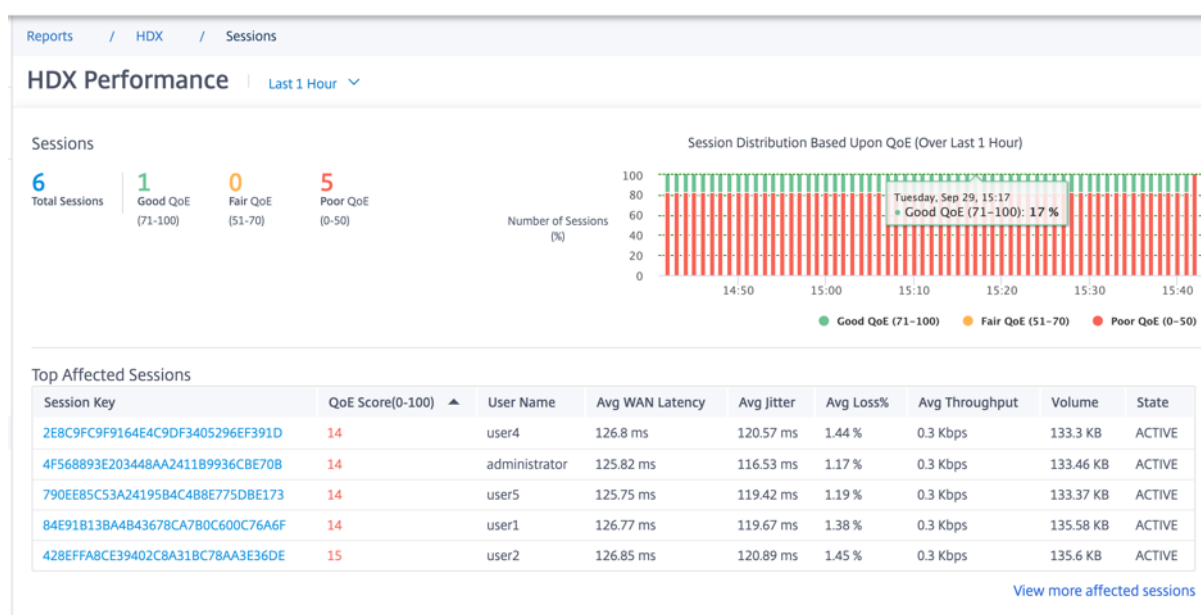 Reports / HDX / Sessions
HDX Performance Last 1 Hour
Sessions
6
Total Sessions
1
Good QoE
(71-100)
0
Fair QoE
(51-70)
5
Poor QoE
(0-50)
Session Distribution Based Upon QoE (Over Last 1 Hour)
Number of Sessions
(%)
100
80
60
40
20
0
Tuesday, Sep 29, 15:17
Good QoE (71-100): 17 %
14:50 15:00 15:10 15:20 15:30 15:40
Good QoE (71-100) Fair QoE (51-70) Poor QoE (0-50)
Top Affected Sessions
Session Key QoE Score(0-100) User Name Avg WAN Latency Avg Jitter Avg Loss% Avg Throughput Volume State
2E8C9FC9F9164E4C9DF3405296EF391D 14 user4 126.8 ms 120.57 ms 1.44 % 0.3 Kbps 133.3 KB ACTIVE
4F568893E203448AA2411B9936CBE70B 14 administrator 125.82 ms 116.53 ms 1.17 % 0.3 Kbps 133.46 KB ACTIVE
790EE85C53A24195B4C4B8E775DBE173 14 user5 125.75 ms 119.42 ms 1.19 % 0.3 Kbps 133.37 KB ACTIVE
84E91B13BA4B43678CA7B0C600C76A6F 14 user1 126.77 ms 119.67 ms 1.38 % 0.3 Kbps 135.58 KB ACTIVE
428EFFA8CE39402C8A31BC78AA3E36DE 15 user2 126.85 ms 120.89 ms 1.45 % 0.3 Kbps 135.6 KB ACTIVE
View more affected sessions